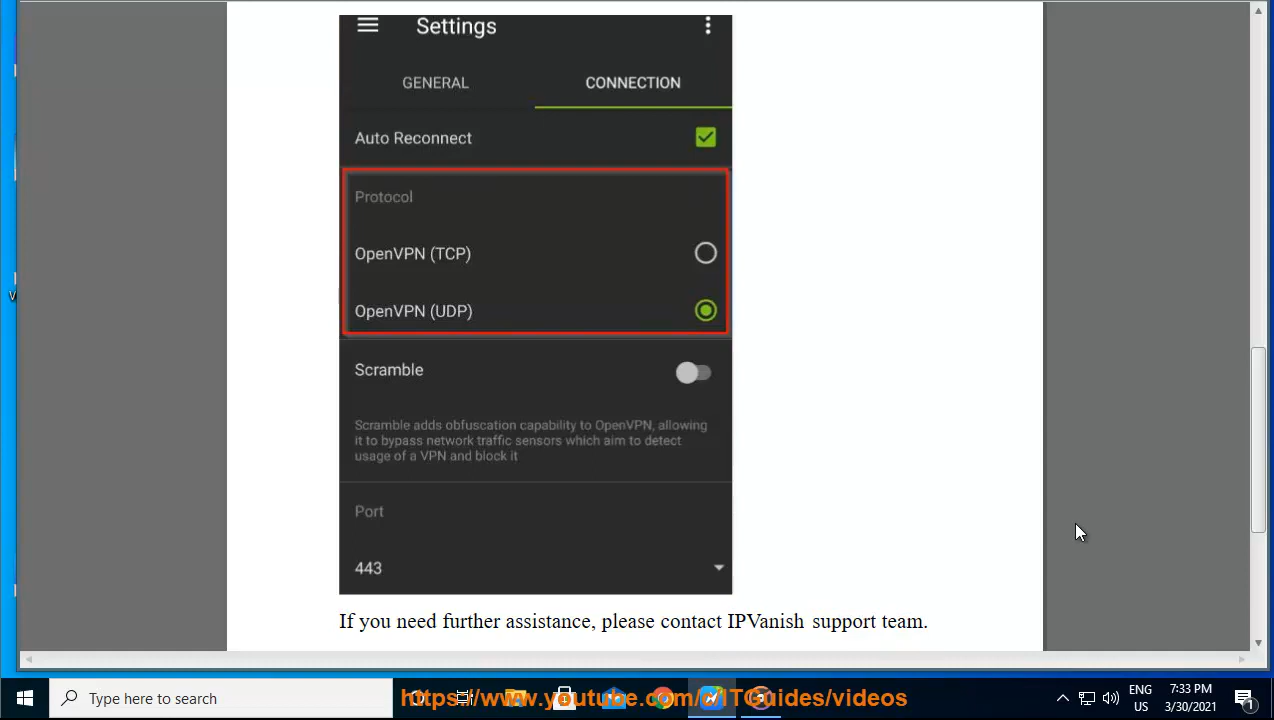 Settings
GENERAL CONNECTION
Auto Reconnect
Protocol
OpenVPN (TCP)
OpenVPN (UDP)
Scramble
Scramble adds obfuscation capability to OpenVPN, allowing
it to bypass network traffic sensors which aim to detect
usage of a VPN and block it
Port
443
If you need further assistance, please contact IPVanish support team.
Type here to search
ENG
US
7:33 PM
3/30/2021
1